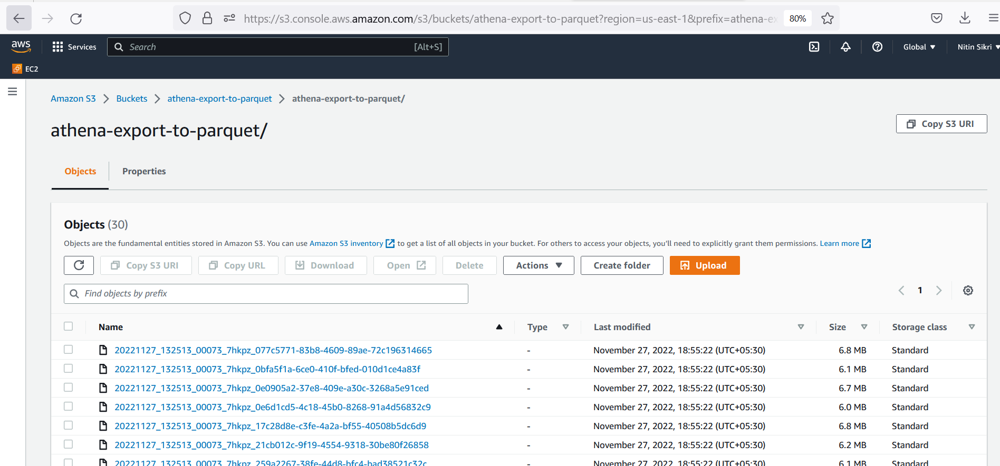 https://s3.console.aws.amazon.com/s3/buckets/athena-export-to-parquet?region=us-east-1&prefix=athena-ex 80%
aws Services Search [Alt+S] Global Nitin Sikri
EC2
Amazon S3 Buckets athena-export-to-parquet athena-export-to-parquet/
athena-export-to-parquet/
Copy S3 URI
Objects Properties
Objects (30)
Objects are the fundamental entities stored in Amazon S3. You can use Amazon S3 inventory to get a list of all objects in your bucket. For others to access your objects, you'll need to explicitly grant them permissions. Learn more
Copy S3 URI Copy URL Download Open Delete Actions Create folder Upload
Find objects by prefix 1
Name Type Last modified Size Storage class
20221127_132513_00073_7hkpz_077c5771-83b8-4609-89ae-72c196314665 - November 27, 2022, 18:55:22 (UTC+05:30) 6.8 MB Standard
20221127_132513_00073_7hkpz_0bfa5f1a-6ce0-410f-bfed-010d1ce4a83f - November 27, 2022, 18:55:22 (UTC+05:30) 6.1 MB Standard
20221127_132513_00073_7hkpz_0e0905a2-37e8-409e-a30c-3268a5e91ced - November 27, 2022, 18:55:22 (UTC+05:30) 6.7 MB Standard
20221127_132513_00073_7hkpz_0e6d1cd5-4c18-45b0-8268-91a4d56832c9 - November 27, 2022, 18:55:22 (UTC+05:30) 6.0 MB Standard
20221127_132513_00073_7hkpz_17c28d8e-c3fe-4a2a-bf55-40508b5dc6d9 - November 27, 2022, 18:55:22 (UTC+05:30) 6.8 MB Standard
20221127_132513_00073_7hkpz_21cb012c-9f19-4554-9318-30be80f26858 - November 27, 2022, 18:55:22 (UTC+05:30) 6.2 MB Standard
20221127_132513_00073_7hkpz_259a2267-38fe-44d8-bfc4-bad38521c32c - November 27, 2022, 18:55:22 (UTC+05:30) 6.1 MB Standard